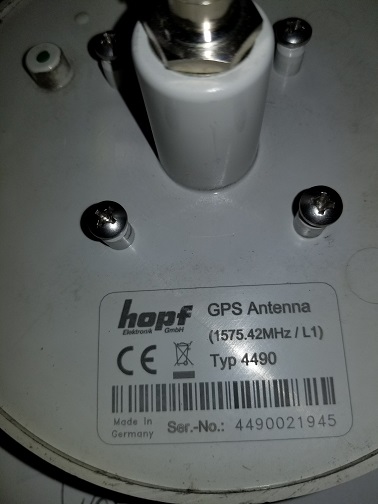 hopf
Elektronik GmbH
GPS Antenna
(1575.42MHz / L1)
CE
Typ 4490
Made in
Germany
Ser.-No.: 4490021945